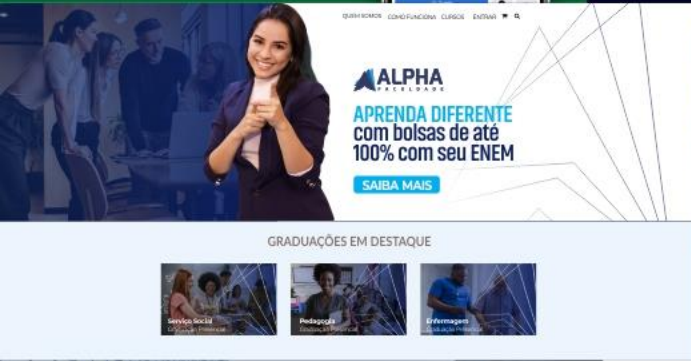 QUEM SOMOS COMO FUNCIONA CURSOS ENTRAR
ALPHA
FACULDADE
APRENDA DIFERENTE
com bolsas de até
100% com seu ENEM
SAIBA MAIS
GRADUAÇÕES EM DESTAQUE
Serviço Social
Graduação Presencial
Pedagogia
Graduação Presencial
Enfermagem
Graduação Presencial